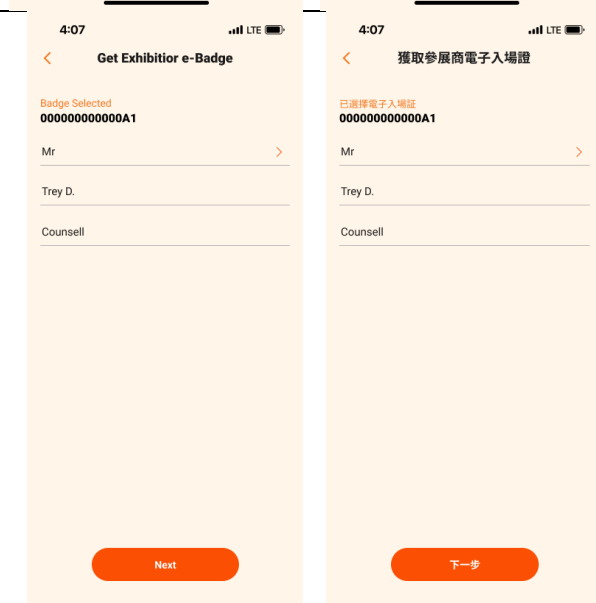 4:07
LTE
Get Exhibitior e-Badge
Badge Selected
000000000000A1
Mr
Trey D.
Counsell
Next
4:07
LTE
獲取參展商電子入場證
已選擇電子入場証
000000000000A1
Mr
Trey D.
Counsell
下一步